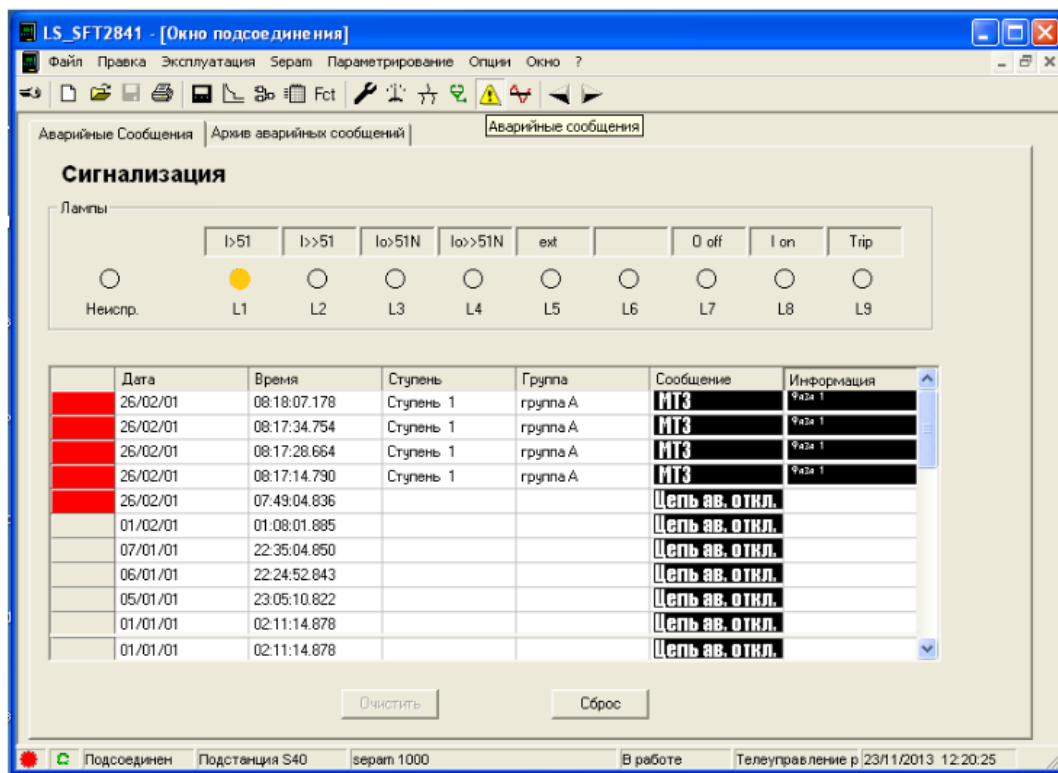 LS_SFT2841 - [Окно подсоединения]
Файл Правка Эксплуатация Sepam Параметрирование Опции Окно ?
Fct
Аварийные Сообщения Архив аварийных сообщений Аварийные сообщения
Сигнализация
Лампы
I>51 I>>51 Io>51N Io>>51N ext O off I on Trip
Неиспр. L1 L2 L3 L4 L5 L6 L7 L8 L9
Дата Время Ступень Группа Сообщение Информация
26/02/01 08:18:07.178 Ступень 1 группа А МТЗ Фаза 1
26/02/01 08:17:34.754 Ступень 1 группа А МТЗ Фаза 1
26/02/01 08:17:28.664 Ступень 1 группа А МТЗ Фаза 1
26/02/01 08:17:14.790 Ступень 1 группа А МТЗ Фаза 1
26/02/01 07:49:04.836 Цепь ав. откл.
01/02/01 01:08:01.885 Цепь ав. откл.
07/01/01 22:35:04.850 Цепь ав. откл.
06/01/01 22:24:52.843 Цепь ав. откл.
05/01/01 23:05:10.822 Цепь ав. откл.
01/01/01 02:11:14.878 Цепь ав. откл.
01/01/01 02:11:14.878 Цепь ав. откл.
Очистить Сброс
Подсоединен Подстанция S40 sepam 1000 В работе Телеуправление р 23/11/2013 12:20:25